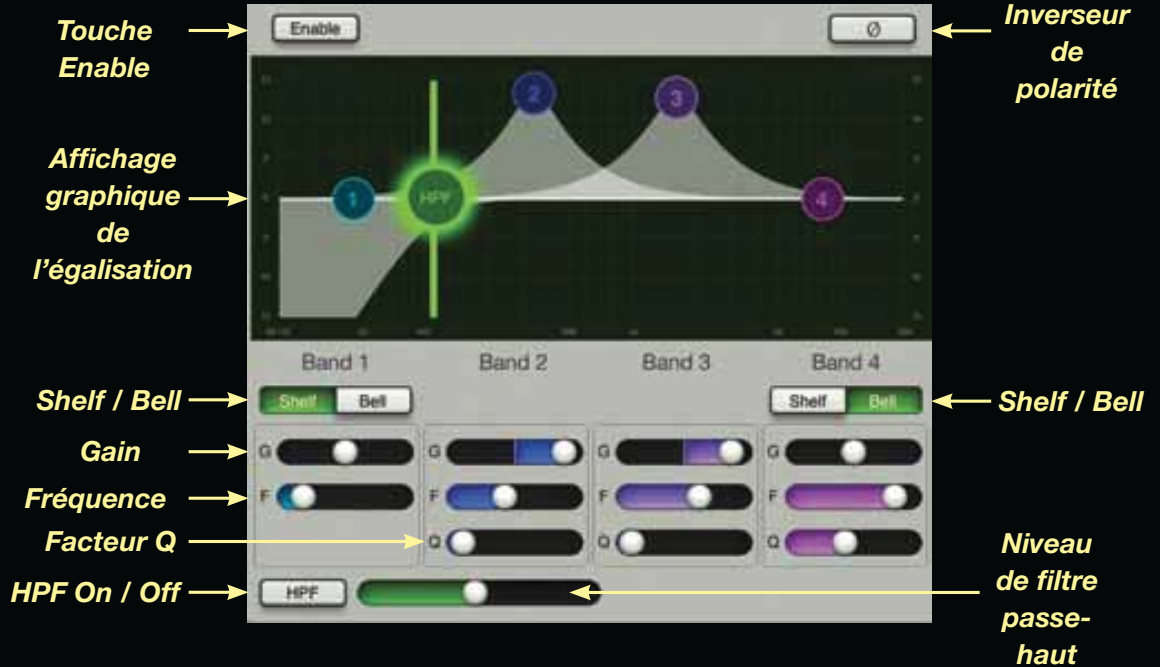 Touche
Enable
Enable
Ø
Inverseur
de
polarité
Affichage
graphique
de
l'égalisation
1
HPF
2
3
4
Band 1
Band 2
Band 3
Band 4
Shelf / Bell
Shelf
Bell
Shelf
Bell
Shelf / Bell
Gain
G
G
G
G
Fréquence
F
F
F
F
Facteur Q
Q
Q
Q
HPF On / Off
HPF
Niveau
de filtre
passe-
haut